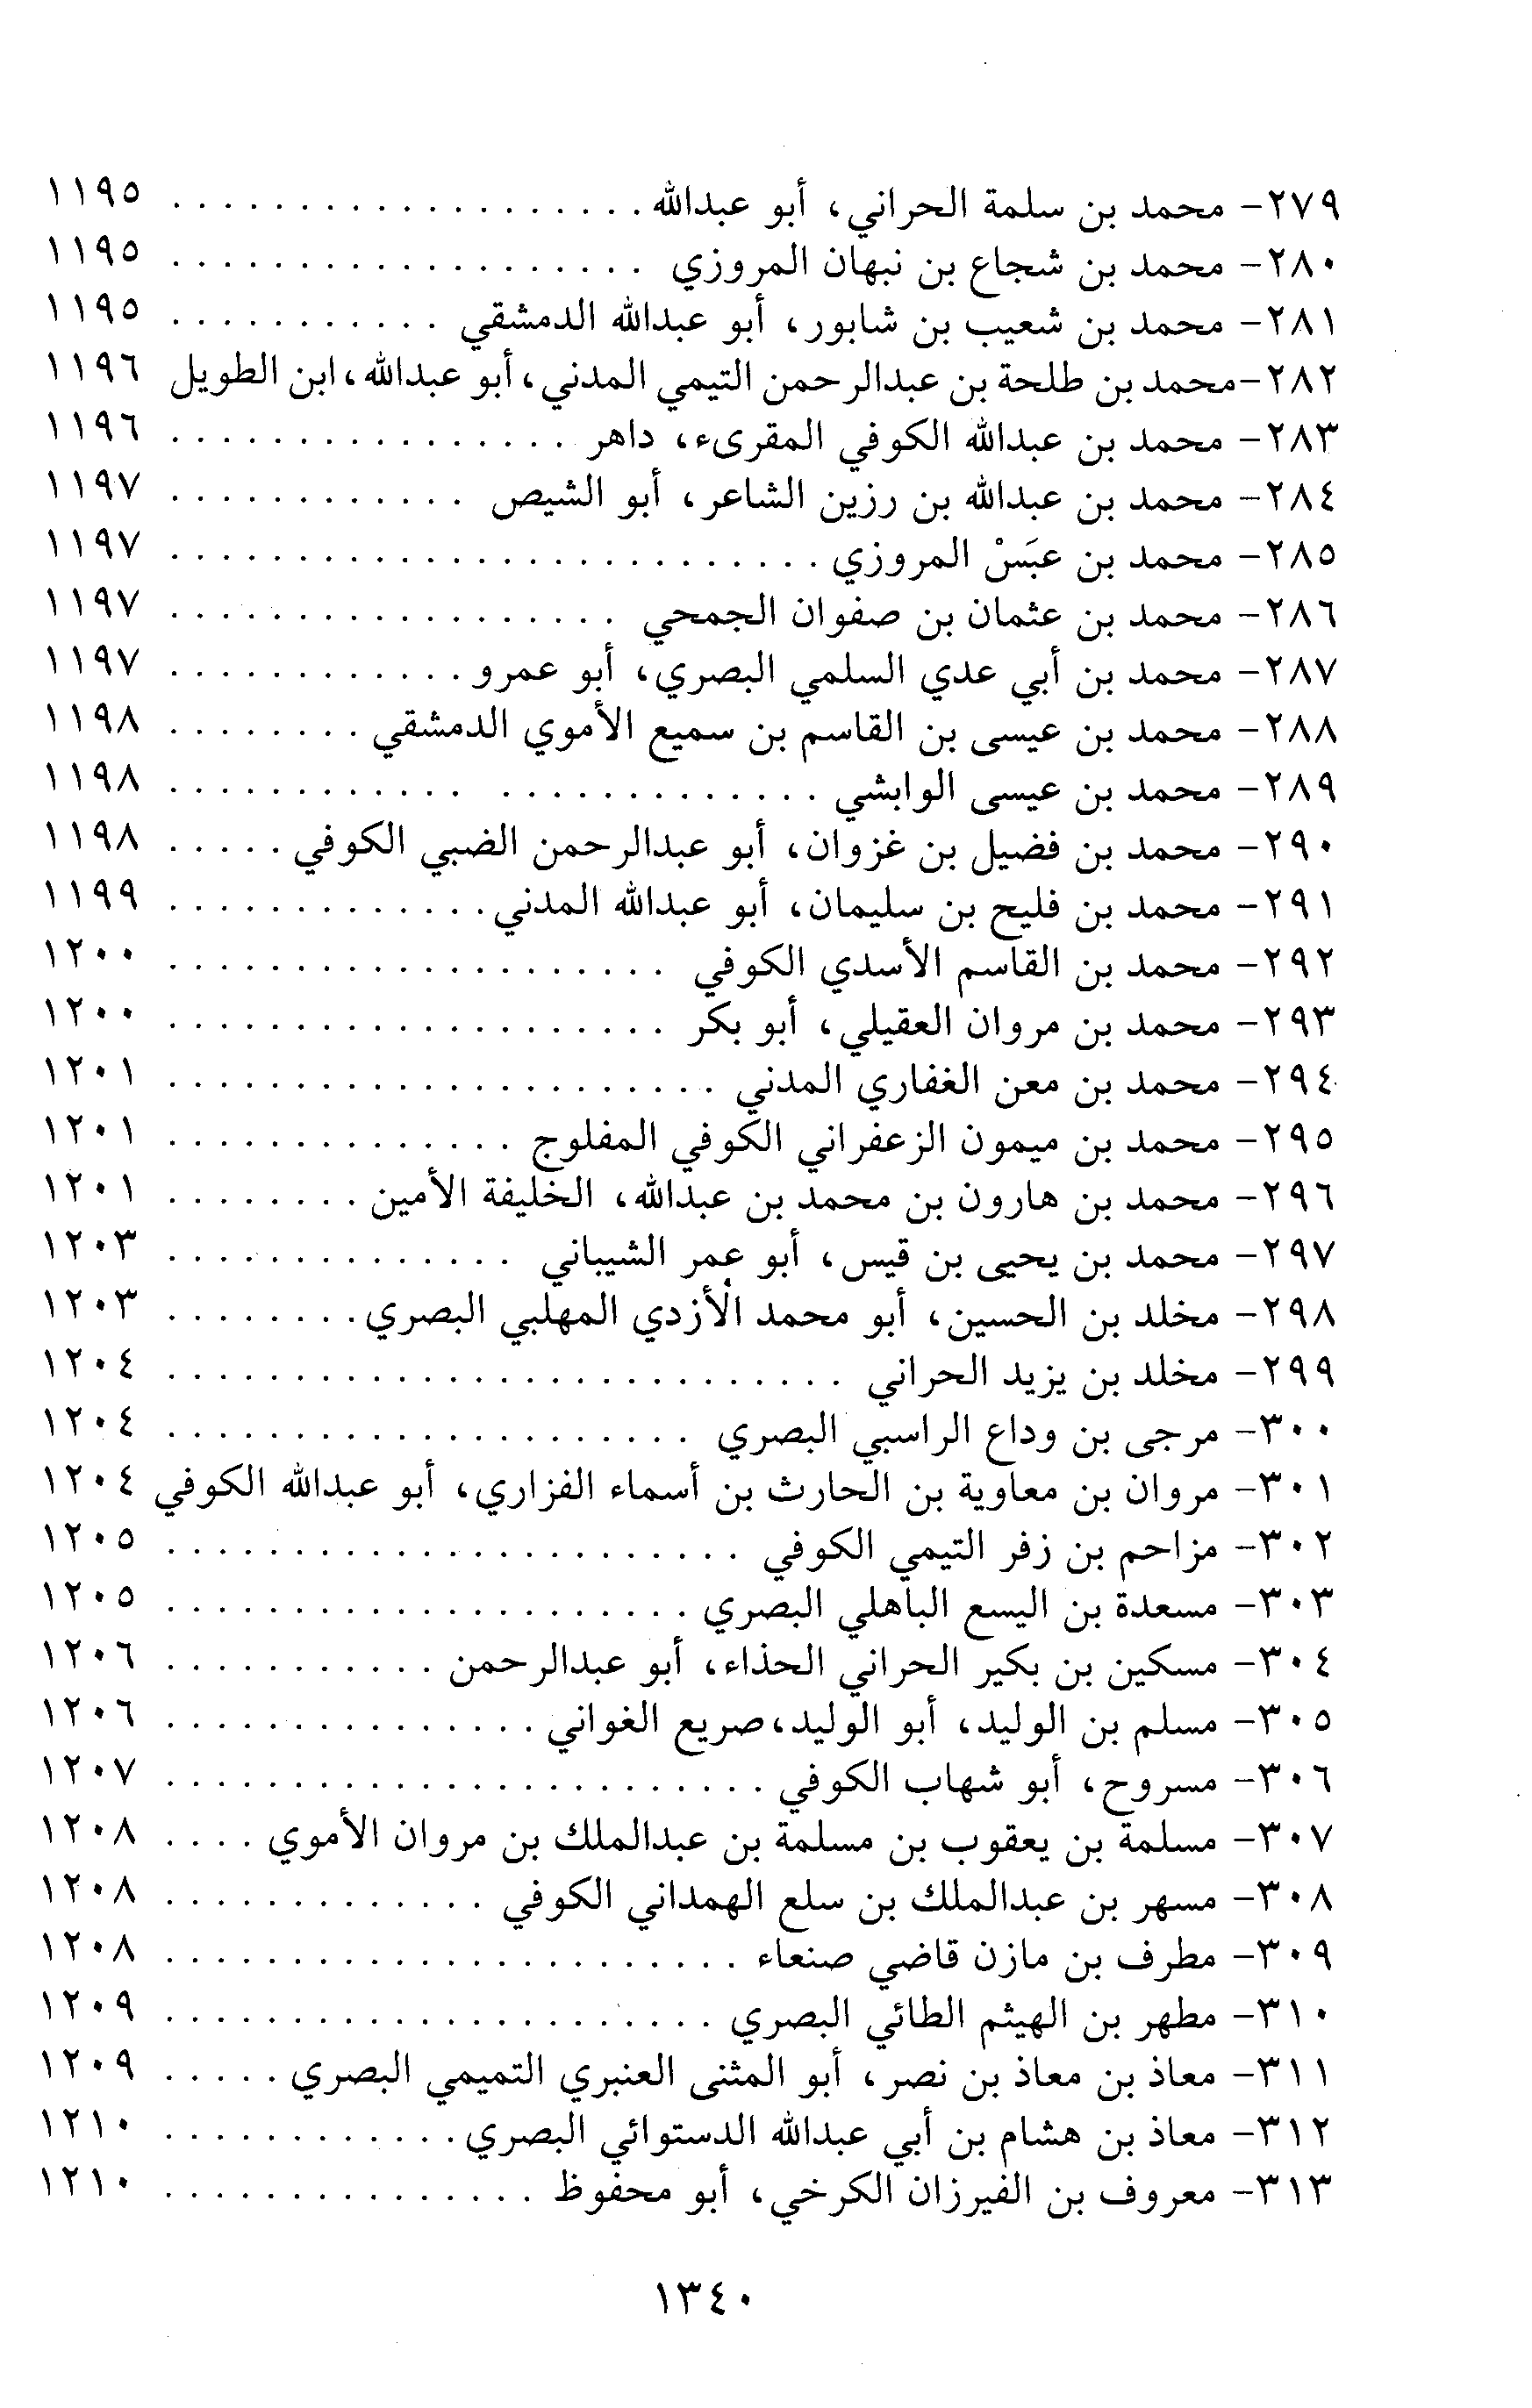 ٢٧٩- محمد بن سلمة الحراني، أبو عبدالله . . . . . . . . . . . . . . . . . . . ١١٩٥
٢٨٠- محمد بن شجاع بن نبهان المروزي . . . . . . . . . . . . . . . . . . . ١١٩٥
٢٨١- محمد بن شعيب بن شابور، أبو عبدالله الدمشقي . . . . . . . . . . . ١١٩٥
٢٨٢-محمد بن طلحة بن عبدالرحمن التيمي المدني، أبو عبدالله، ابن الطويل ١١٩٦
٢٨٣- محمد بن عبدالله الكوفي المقرىء، داهر . . . . . . . . . . . . . . . . ١١٩٦
٢٨٤- محمد بن عبدالله بن رزين الشاعر، أبو الشيص . . . . . . . . . . . . ١١٩٧
٢٨٥- محمد بن عبَسْ المروزي . . . . . . . . . . . . . . . . . . . . . . . . . . ١١٩٧
٢٨٦- محمد بن عثمان بن صفوان الجمحي . . . . . . . . . . . . . . . . . . ١١٩٧
٢٨٧- محمد بن أبي عدي السلمي البصري، أبو عمرو . . . . . . . . . . . . ١١٩٧
٢٨٨- محمد بن عيسى بن القاسم بن سميع الأموي الدمشقي . . . . . . . . ١١٩٨
٢٨٩- محمد بن عيسى الوابشي . . . . . . . . . . . . . . . . . . . . . . . . . ١١٩٨
٢٩٠- محمد بن فضيل بن غزوان، أبو عبدالرحمن الضبي الكوفي . . . . . ١١٩٨
٢٩١- محمد بن فليح بن سليمان، أبو عبدالله المدني . . . . . . . . . . . . . ١١٩٩
٢٩٢- محمد بن القاسم الأسدي الكوفي . . . . . . . . . . . . . . . . . . . . ١٢٠٠
٢٩٣- محمد بن مروان العقيلي، أبو بكر . . . . . . . . . . . . . . . . . . . . ١٢٠٠
٢٩٤- محمد بن معن الغفاري المدني . . . . . . . . . . . . . . . . . . . . . . ١٢٠١
٢٩٥- محمد بن ميمون الزعفراني الكوفي المفلوج . . . . . . . . . . . . . . ١٢٠١
٢٩٦- محمد بن هارون بن محمد بن عبدالله، الخليفة الأمين . . . . . . . . ١٢٠١
٢٩٧- محمد بن يحيى بن قيس، أبو عمر الشيباني . . . . . . . . . . . . . . ١٢٠٣
٢٩٨- مخلد بن الحسين، أبو محمد الأزدي المهلبي البصري . . . . . . . . ١٢٠٣
٢٩٩- مخلد بن يزيد الحراني . . . . . . . . . . . . . . . . . . . . . . . . . . . ١٢٠٤
٣٠٠- مرجى بن وداع الراسبي البصري . . . . . . . . . . . . . . . . . . . . . ١٢٠٤
٣٠١- مروان بن معاوية بن الحارث بن أسماء الفزاري، أبو عبدالله الكوفي ١٢٠٤
٣٠٢- مزاحم بن زفر التيمي الكوفي . . . . . . . . . . . . . . . . . . . . . . . ١٢٠٥
٣٠٣- مسعدة بن اليسع الباهلي البصري . . . . . . . . . . . . . . . . . . . . . ١٢٠٥
٣٠٤- مسكين بن بكير الحراني الحذاء، أبو عبدالرحمن . . . . . . . . . . . ١٢٠٦
٣٠٥- مسلم بن الوليد، أبو الوليد، صريع الغواني . . . . . . . . . . . . . . . ١٢٠٦
٣٠٦- مسروح، أبو شهاب الكوفي . . . . . . . . . . . . . . . . . . . . . . . . ١٢٠٧
٣٠٧- مسلمة بن يعقوب بن مسلمة بن عبدالملك بن مروان الأموي . . . . ١٢٠٨
٣٠٨- مسهر بن عبدالملك بن سلع الهمداني الكوفي . . . . . . . . . . . . . ١٢٠٨
٣٠٩- مطرف بن مازن قاضي صنعاء . . . . . . . . . . . . . . . . . . . . . . . ١٢٠٨
٣١٠- مطهر بن الهيثم الطائي البصري . . . . . . . . . . . . . . . . . . . . . . ١٢٠٩
٣١١- معاذ بن معاذ بن نصر، أبو المثنى العنبري التميمي البصري . . . . . ١٢٠٩
٣١٢- معاذ بن هشام بن أبي عبدالله الدستوائي البصري . . . . . . . . . . . . ١٢١٠
٣١٣- معروف بن الفيرزان الكرخي، أبو محفوظ . . . . . . . . . . . . . . . ١٢١٠
١٣٤٠